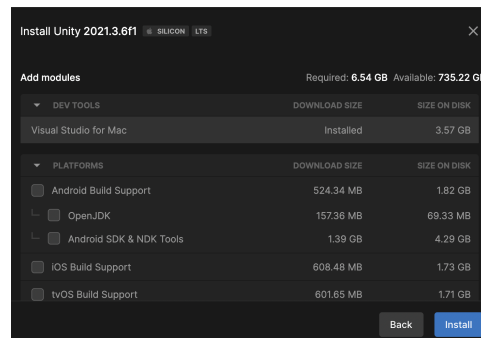 Install Unity 2021.3.6f1 SILICON LTS
Add modules Required: 6.54 GB Available: 735.22 G
DEV TOOLS DOWNLOAD SIZE SIZE ON DISK
Visual Studio for Mac Installed 3.57 GB
PLATFORMS DOWNLOAD SIZE SIZE ON DISK
Android Build Support 524.34 MB 1.82 GB
OpenJDK 157.36 MB 69.33 MB
Android SDK & NDK Tools 1.39 GB 4.29 GB
iOS Build Support 608.48 MB 1.73 GB
tvOS Build Support 601.65 MB 1.71 GB
Back Install